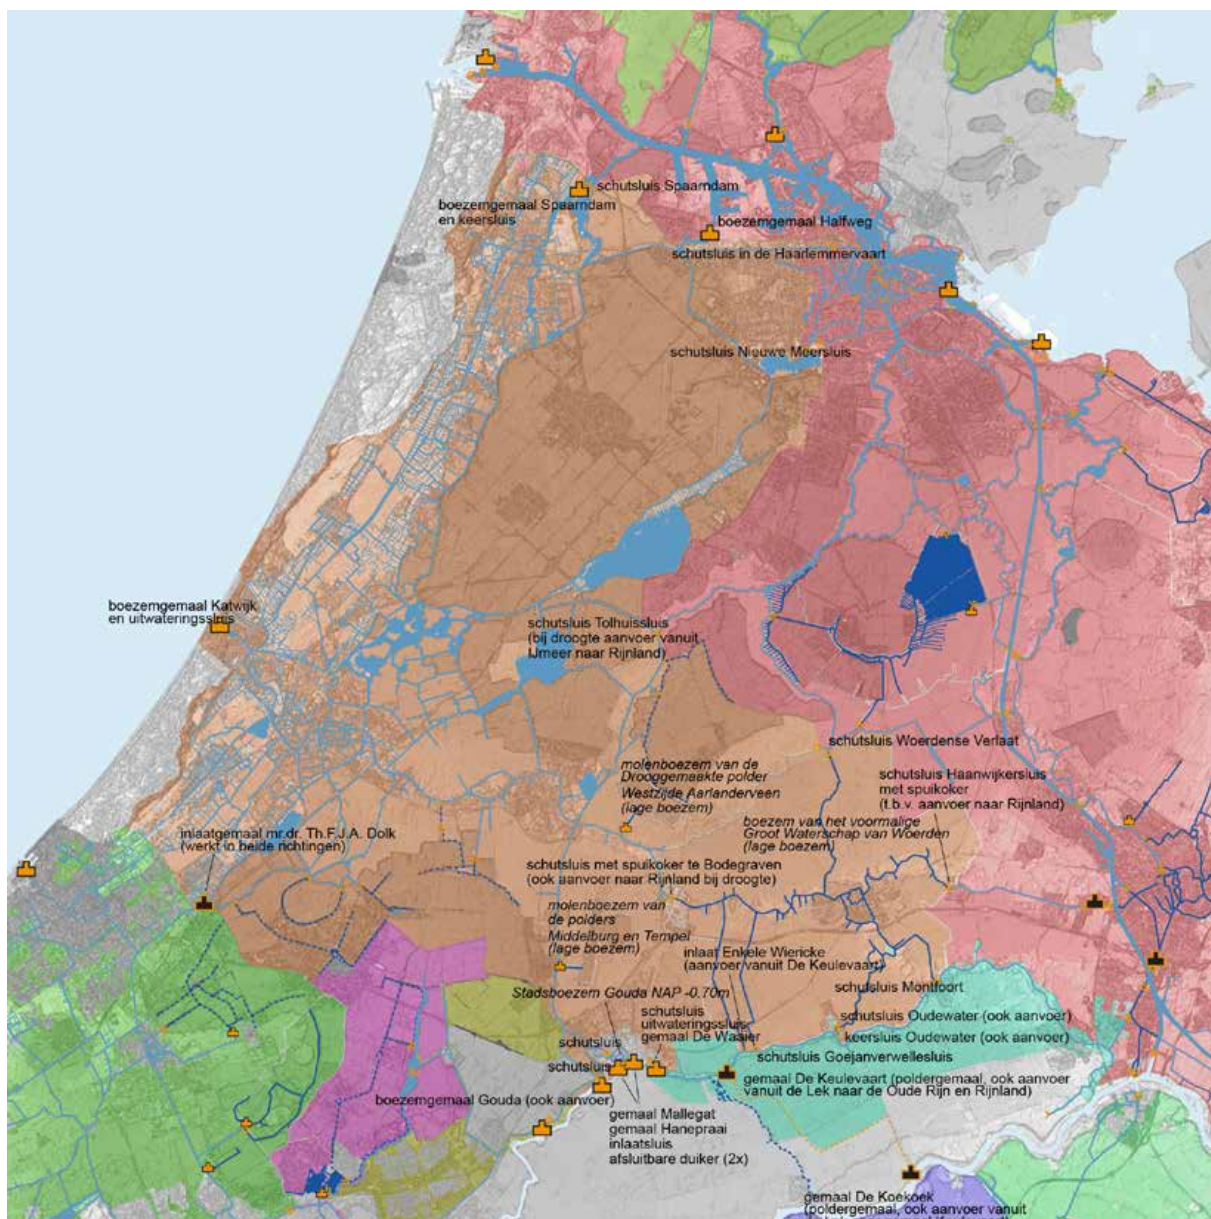 schutsluis Spaarndam
boezemgemaal Spaarndam
en keersluis
boezemgemaal Halfweg
schutsluis in de Haarlemmervaart
schutsluis Nieuwe Meersluis
boezemgemaal Katwijk
en uitwateringssluis
schutsluis Tolhuissluis
(bij droogte aanvoer vanuit
IJmeer naar Rijnland)
schutsluis Woerdense Verlaat
molenboezem van de
Drooggemaakte polder
Westzijde Aarlanderveen
(lage boezem)
schutsluis Haanwijkersluis
met spuikoker
(t.b.v. aanvoer naar Rijnland)
boezem van het voormalige
Groot Waterschap van Woerden
(lage boezem)
inlaatgemaal mr.dr. Th.F.J.A. Dolk
(werkt in beide richtingen)
schutsluis met spuikoker te Bodegraven
(ook aanvoer naar Rijnland bij droogte)
molenboezem van
de polders
Middelburg en Tempel
(lage boezem)
inlaat Enkele Wiericke
(aanvoer vanuit De Keulevaart)
schutsluis Montfoort
Stadsboezem Gouda NAP -0.70m
schutsluis
uitwateringssluis
gemaal De Waaier
schutsluis Oudewater (ook aanvoer)
keersluis Oudewater (ook aanvoer)
schutsluis
schutsluis Goejanverwellesluis
schutsluis
gemaal De Keulevaart (poldergemaal, ook aanvoer
vanuit de Lek naar de Oude Rijn en Rijnland)
boezemgemaal Gouda (ook aanvoer)
gemaal Mallegat
gemaal Hanepraai
inlaatsluis
afsluitbare duiker (2x)
gemaal De Koekoek
(poldergemaal, ook aanvoer vanuit